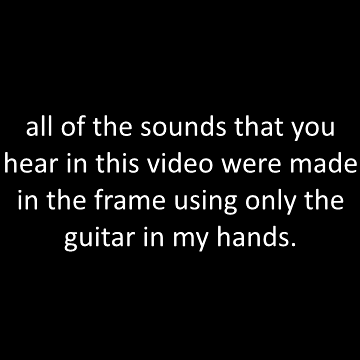 all of the sounds that you
hear in this video were made
in the frame using only the
guitar in my hands.